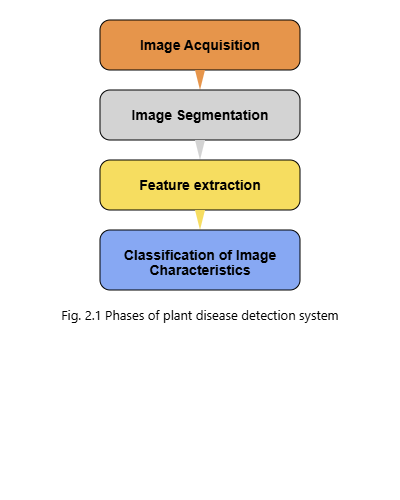 Image Acquisition
Image Segmentation
Feature extraction
Classification of Image
Characteristics
Fig. 2.1 Phases of plant disease detection system